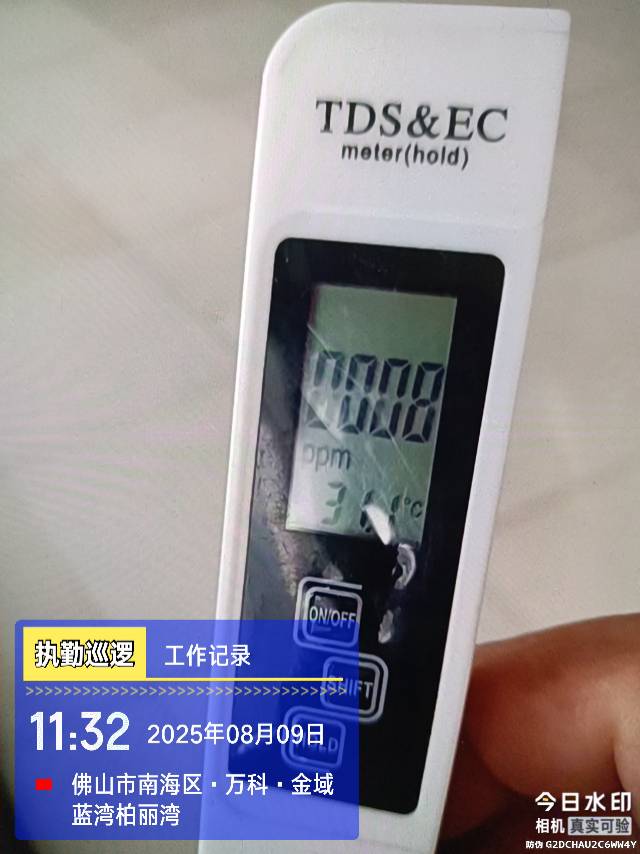 TDS&EC
meter(hold)
0008
ppm
°C
ON/OFF
SHIFT
执勤巡逻 工作记录
>>>>>>>>>>>>>>>>>>>>>>>>>>>>>>>>>>>>>>>>
11:32 2025年08月09日
佛山市南海区·万科·金域
蓝湾柏丽湾
今日水印
相机 真实可验
防伪 G2DCHAU2C6WW4Y